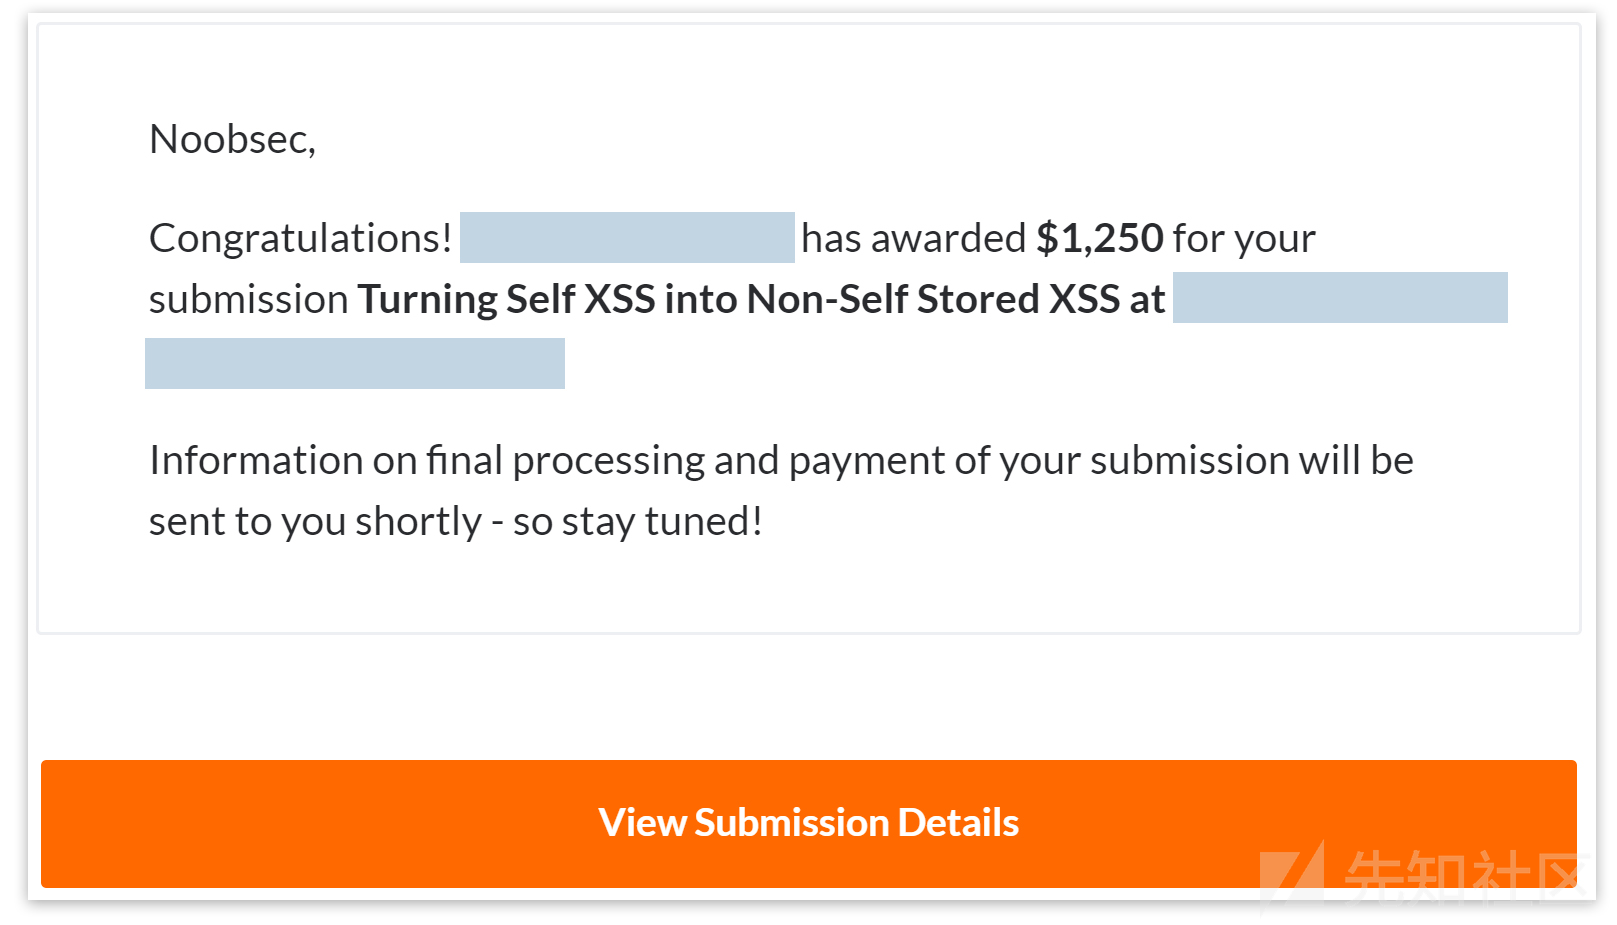 Noobsec,
Congratulations! has awarded $1,250 for your
submission Turning Self XSS into Non-Self Stored XSS at
Information on final processing and payment of your submission will be
sent to you shortly - so stay tuned!
View Submission Details
先知社区